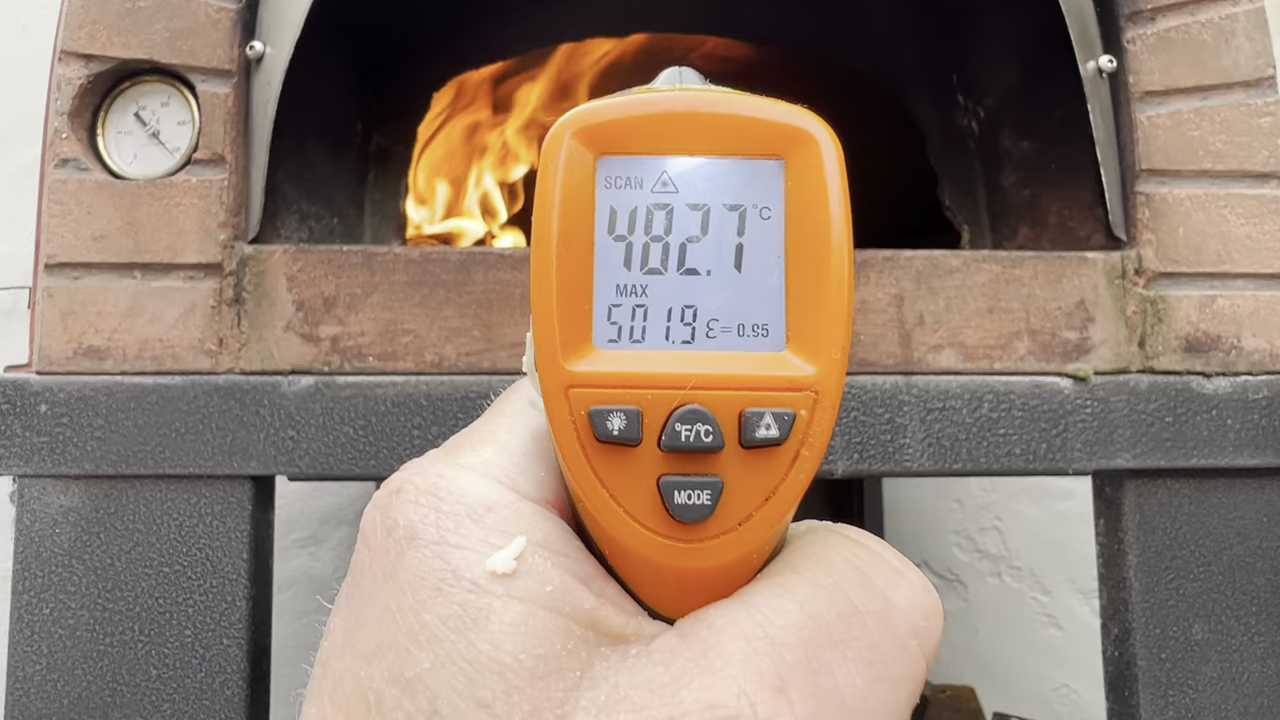 SCAN
482.7 °C
MAX
501.9 ε= 0.95
°F/°C
MODE